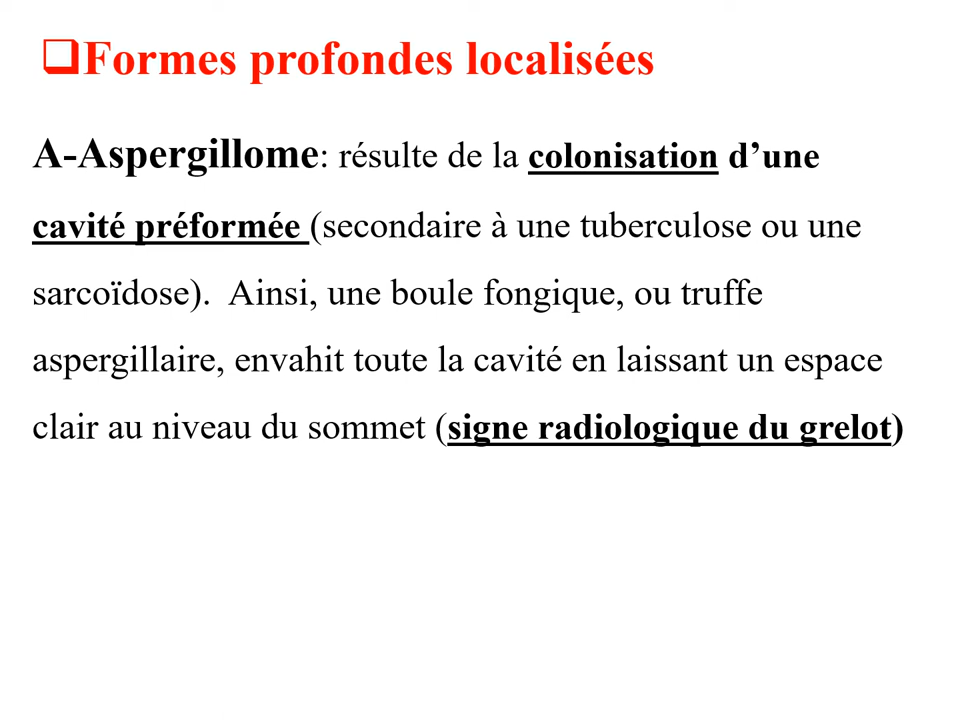 ❑Formes profondes localisées
A-Aspergillome: résulte de la colonisation d’une
cavité préformée (secondaire à une tuberculose ou une
sarcoïdose).  Ainsi, une boule fongique, ou truffe
aspergillaire, envahit toute la cavité en laissant un espace
clair au niveau du sommet (signe radiologique du grelot)